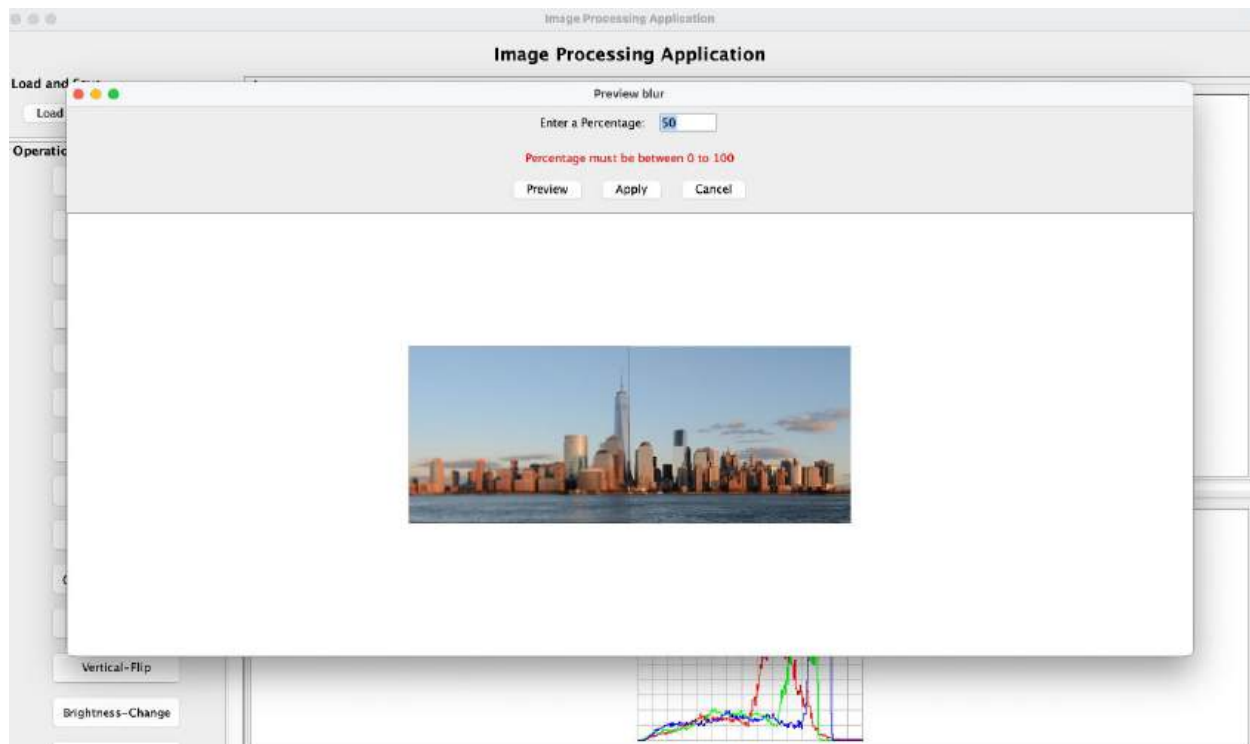 Image Processing Application
Image Processing Application
Load and
Load
Preview blur
Enter a Percentage: 50
Operatio
Percentage must be between 0 to 100
Preview Apply Cancel
Vertical-Flip
Brightness-Change